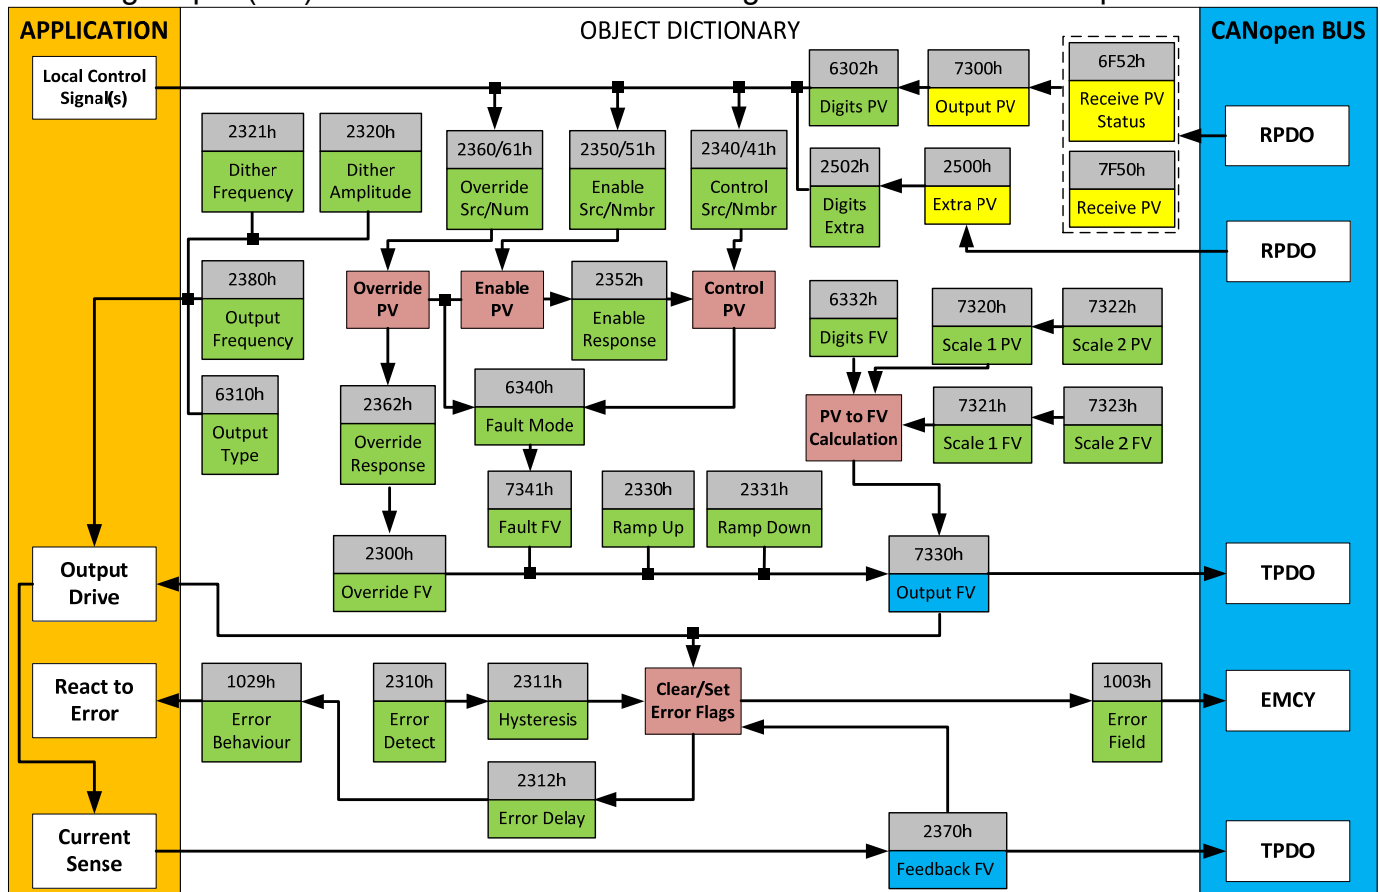 APPLICATION
OBJECT DICTIONARY
CANopen BUS
Local Control
Signal(s)
6302h
Digits PV
7300h
Output PV
6F52h
Receive PV
Status
7F50h
Receive PV
RPDO
2321h
Dither
Frequency
2320h
Dither
Amplitude
2360/61h
Override
Src/Num
2350/51h
Enable
Src/Nmbr
2340/41h
Control
Src/Nmbr
2502h
Digits
Extra
2500h
Extra PV
RPDO
2380h
Output
Frequency
Override
PV
Enable
PV
2352h
Enable
Response
Control
PV
6332h
Digits FV
7320h
Scale 1 PV
7322h
Scale 2 PV
6310h
Output
Type
2362h
Override
Response
6340h
Fault Mode
PV to FV
Calculation
7321h
Scale 1 FV
7323h
Scale 2 FV
7341h
Fault FV
2330h
Ramp Up
2331h
Ramp Down
Output
Drive
2300h
Override FV
7330h
Output FV
TPDO
React to
Error
1029h
Error
Behaviour
2310h
Error
Detect
2311h
Hysteresis
Clear/Set
Error Flags
1003h
Error
Field
EMCY
2312h
Error Delay
Current
Sense
2370h
Feedback FV
TPDO